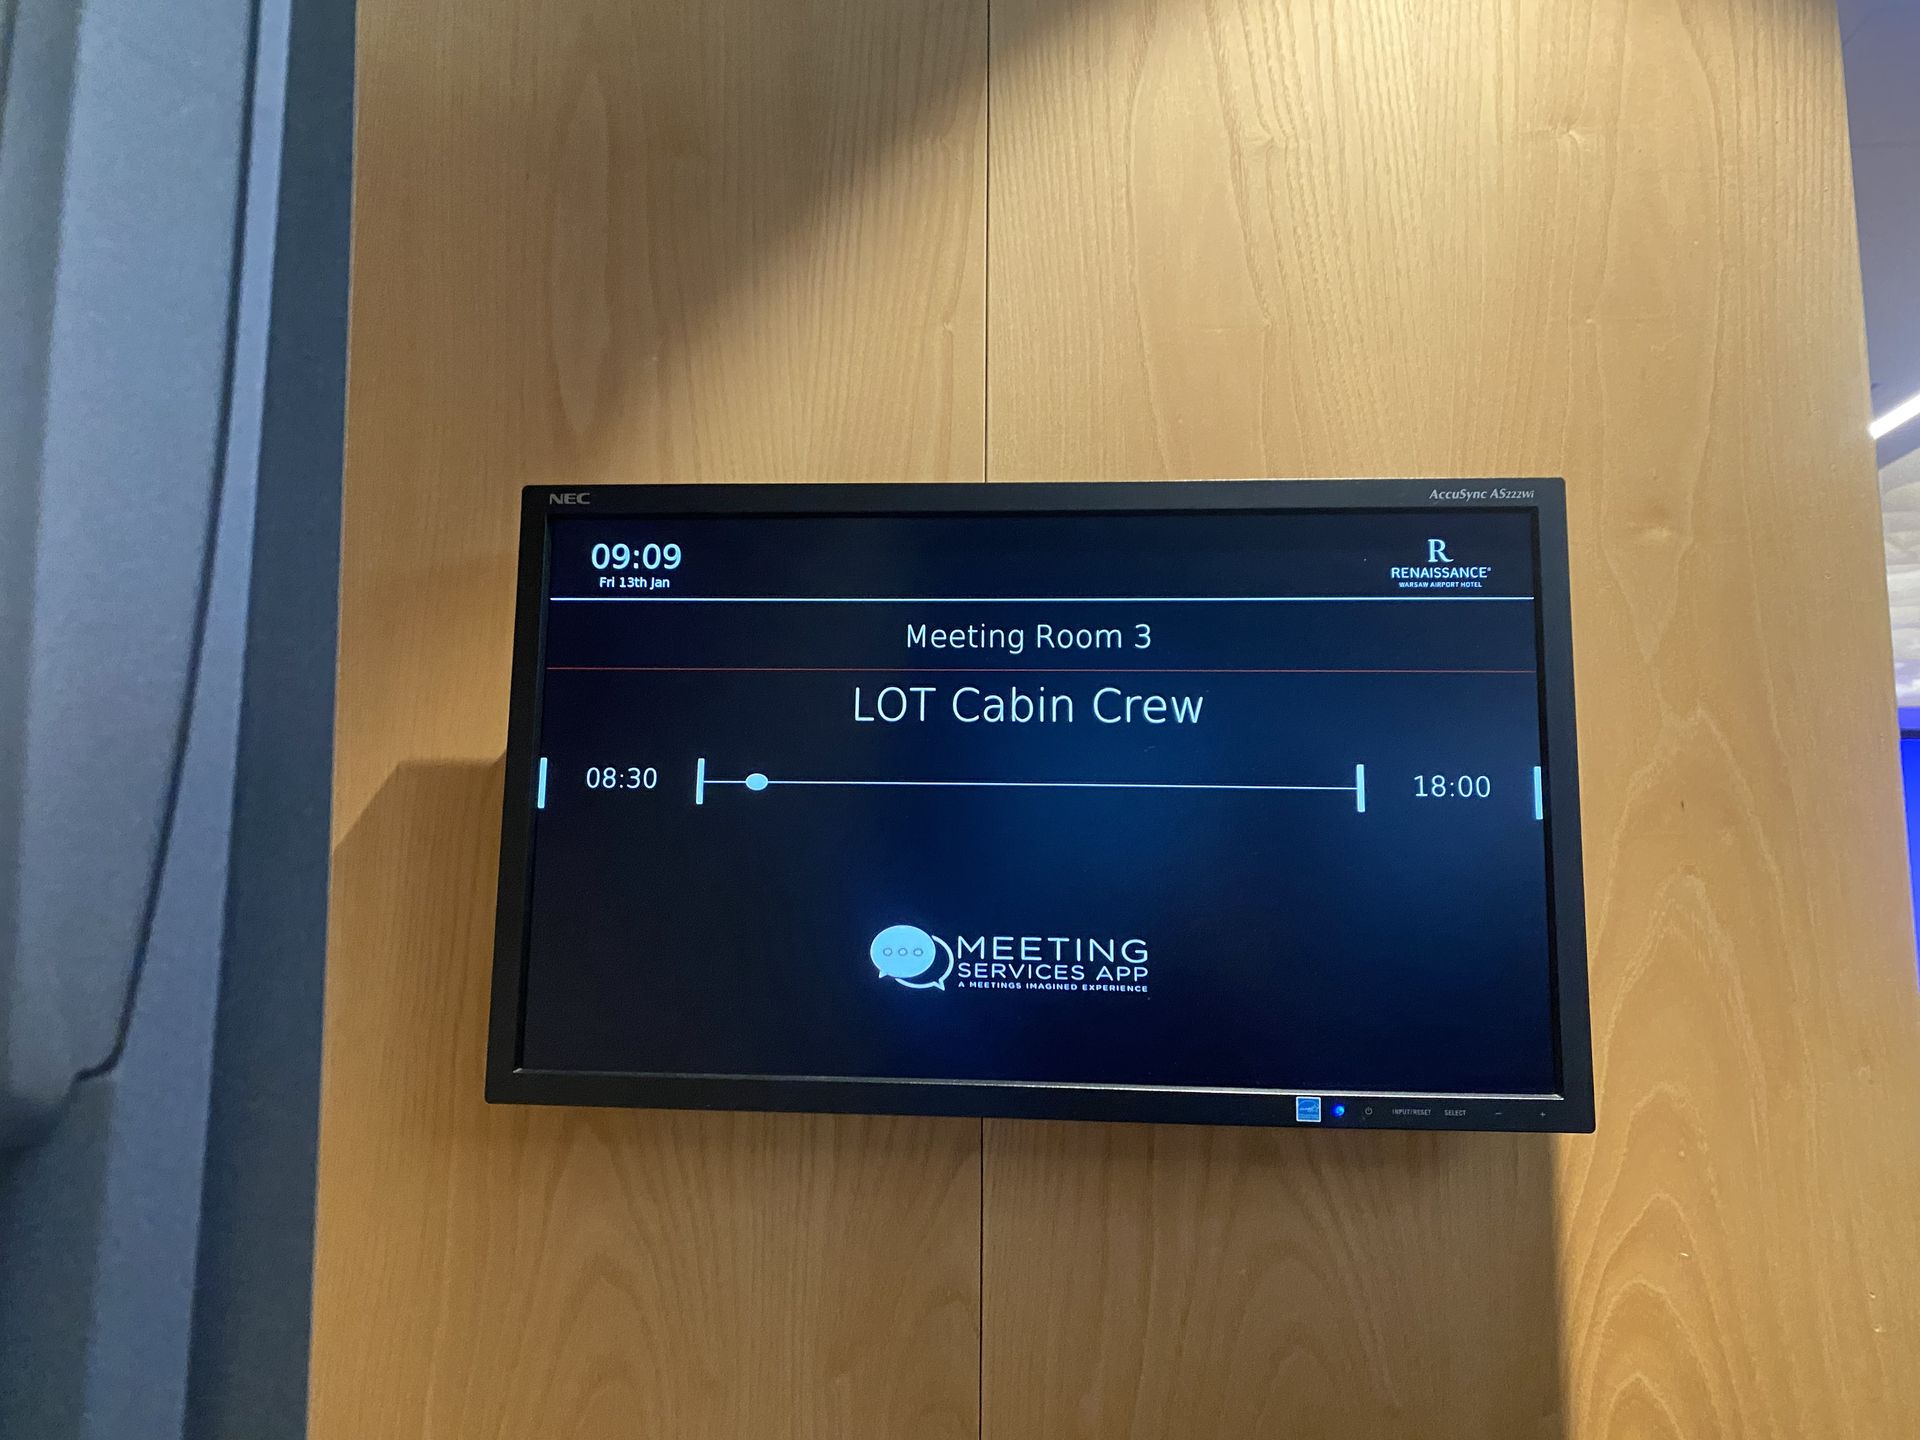 NEC
AccuSync AS222Wi
09:09
Fri 13th Jan
R
RENAISSANCE®
WARSAW AIRPORT HOTEL
Meeting Room 3
LOT Cabin Crew
08:30
18:00
MEETING
SERVICES APP
A MEETINGS IMAGINED EXPERIENCE
INPUT/RESET SELECT − +